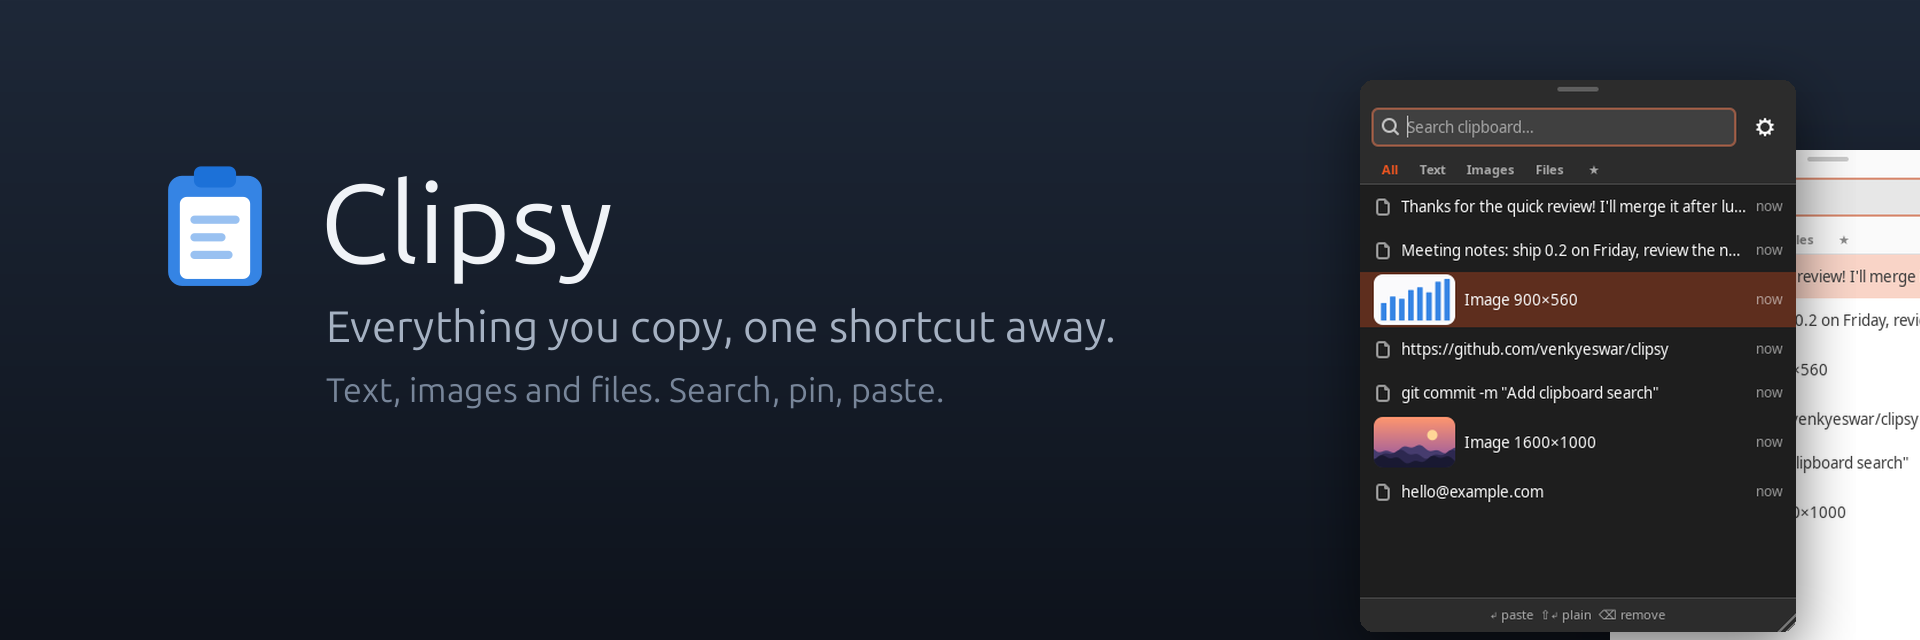 Clipsy
Everything you copy, one shortcut away.
Text, images and files. Search, pin, paste.
Search clipboard...
All Text Images Files ★
Thanks for the quick review! I'll merge it after lu... now
Meeting notes: ship 0.2 on Friday, review the n... now
Image 900×560 now
https://github.com/venkyeswar/clipsy now
git commit -m "Add clipboard search" now
Image 1600×1000 now
hello@example.com now
↲ paste ⇧↲ plain ⌫ remove
les ★
review! I'll merge
0.2 on Friday, revi
×560
venkyeswar/clipsy
lipboard search"
0×1000